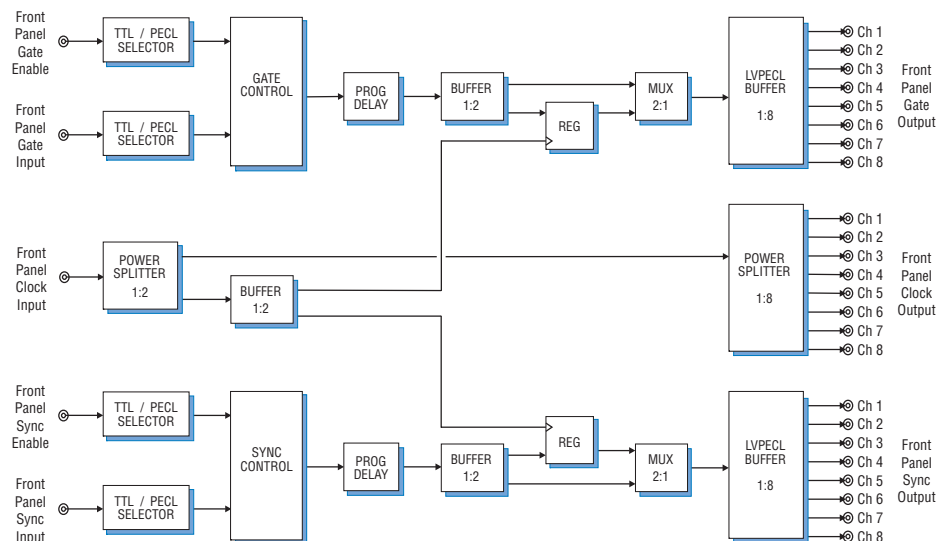 Front
Panel
Gate
Enable
TTL / PECL
SELECTOR
Front
Panel
Gate
Input
TTL / PECL
SELECTOR
GATE
CONTROL
PROG
DELAY
BUFFER
1:2
REG
MUX
2:1
LVPECL
BUFFER
1:8
Ch 1
Ch 2
Ch 3
Ch 4
Ch 5
Ch 6
Ch 7
Ch 8
Front
Panel
Gate
Output
Front
Panel
Clock
Input
POWER
SPLITTER
1:2
BUFFER
1:2
POWER
SPLITTER
1:8
Ch 1
Ch 2
Ch 3
Ch 4
Ch 5
Ch 6
Ch 7
Ch 8
Front
Panel
Clock
Output
Front
Panel
Sync
Enable
TTL / PECL
SELECTOR
Front
Panel
Sync
Input
TTL / PECL
SELECTOR
SYNC
CONTROL
PROG
DELAY
BUFFER
1:2
REG
MUX
2:1
LVPECL
BUFFER
1:8
Ch 1
Ch 2
Ch 3
Ch 4
Ch 5
Ch 6
Ch 7
Ch 8
Front
Panel
Sync
Output